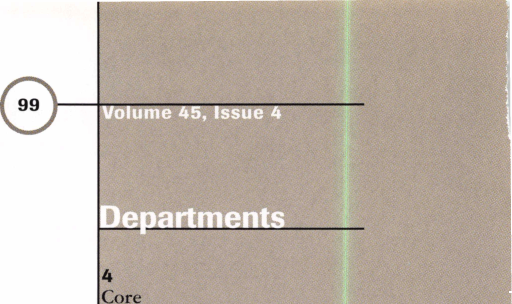 99
Volume 45, Issue 4
Departments
4
Core